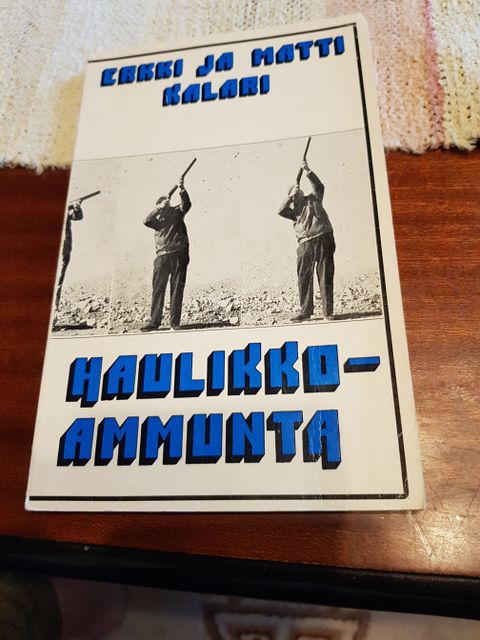 ERKKI JA MATTI
KALARI
HAULIKKO-
AMMUNTA